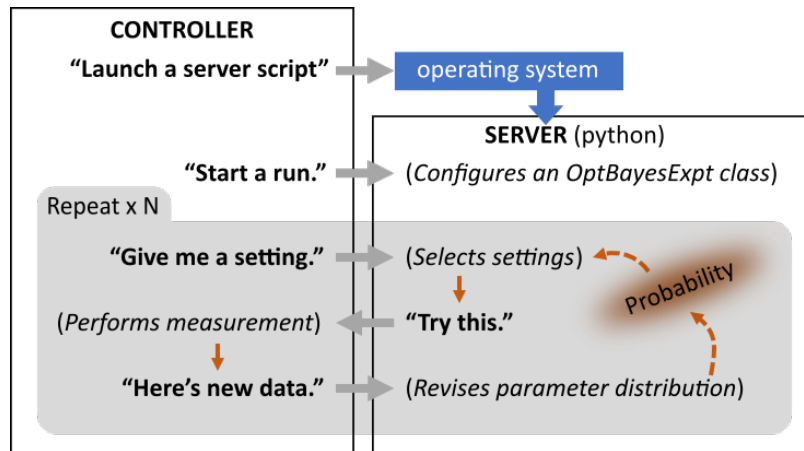 CONTROLLER
“Launch a server script”
operating system
SERVER (python)
“Start a run.”
(Configures an OptBayesExpt class)
Repeat x N
“Give me a setting.”
(Selects settings)
Probability
(Performs measurement)
“Try this.”
“Here’s new data.”
(Revises parameter distribution)